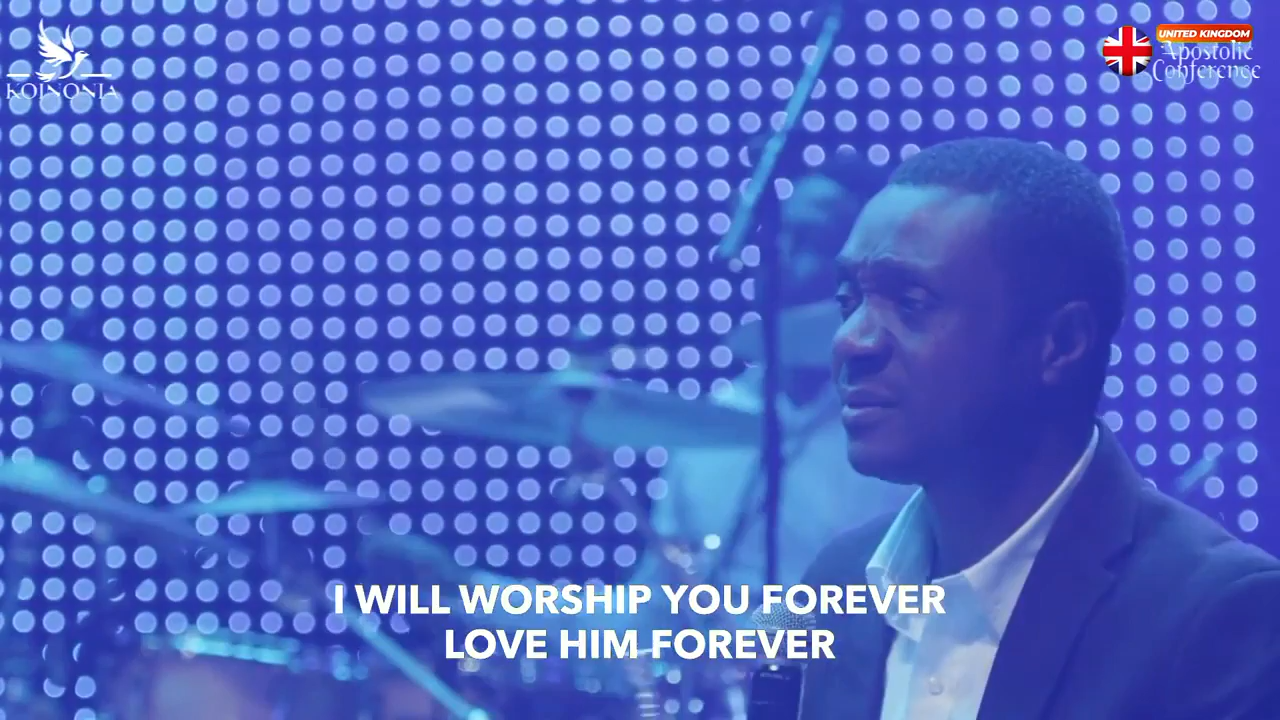 KOINONIA
UNITED KINGDOM
Apostolic
Conference
I WILL WORSHIP YOU FOREVER
LOVE HIM FOREVER